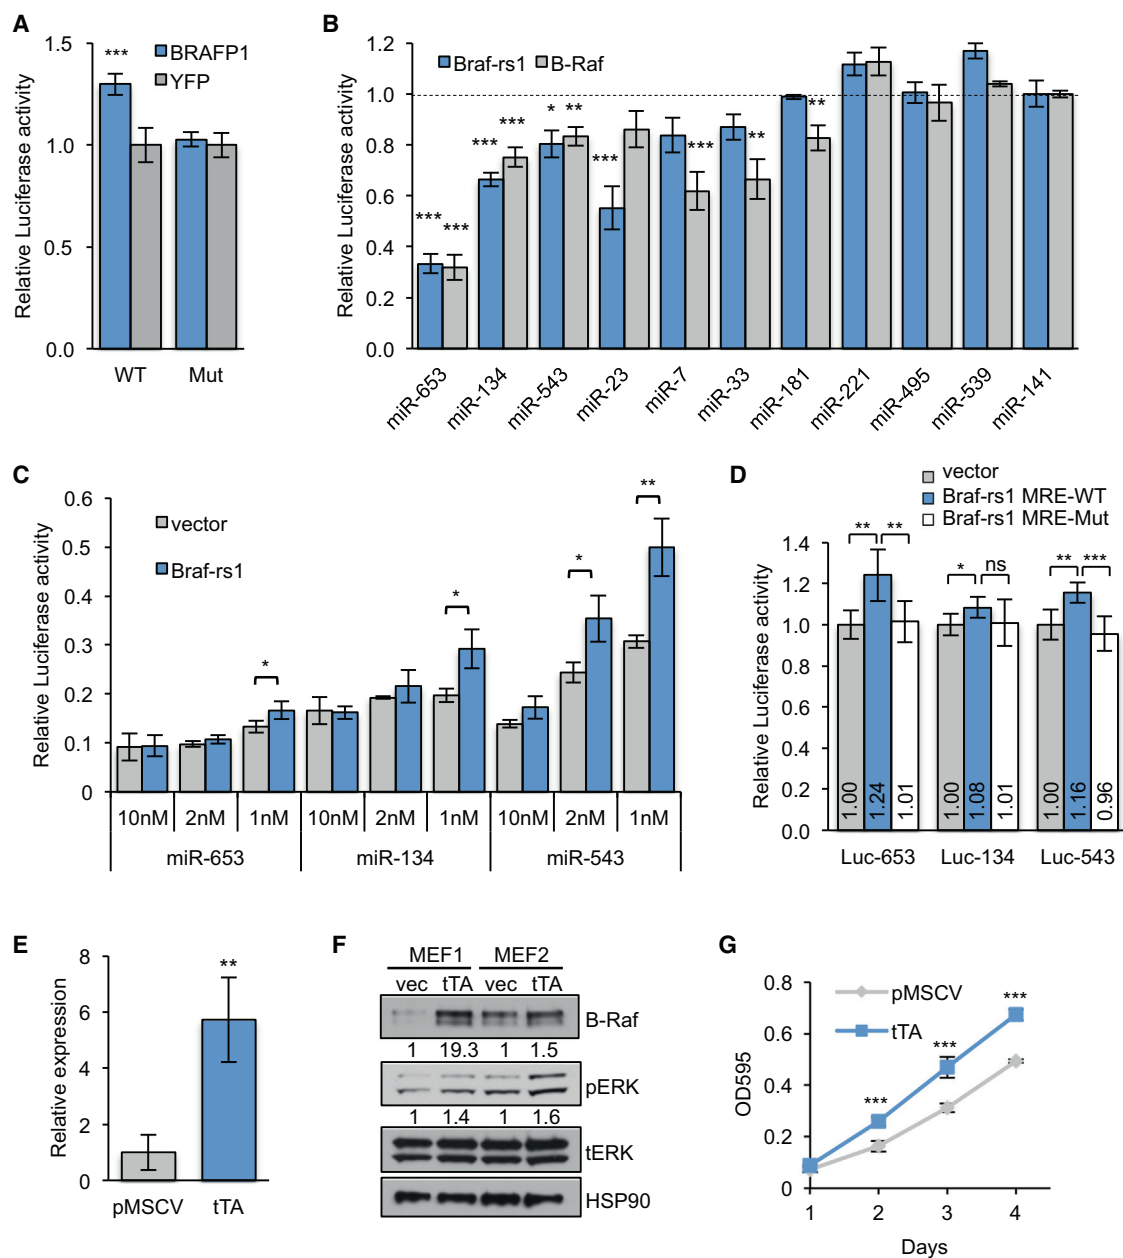 A
Relative Luciferase activity
1.5
1.0
0.5
0.0
***
BRAFP1
YFP
WT
Mut
B
Relative Luciferase activity
1.2
1.0
0.8
0.6
0.4
0.2
0.0
Braf-rs1
B-Raf
*** ***
*** ***
* **
***
***
**
**
miR-653
miR-134
miR-543
miR-23
miR-7
miR-33
miR-181
miR-221
miR-495
miR-539
miR-141
C
Relative Luciferase activity
0.6
0.5
0.4
0.3
0.2
0.1
0
vector
Braf-rs1
*
*
*
**
10nM 2nM 1nM 10nM 2nM 1nM 10nM 2nM 1nM
miR-653 miR-134 miR-543
D
vector
Braf-rs1 MRE-WT
Braf-rs1 MRE-Mut
Relative Luciferase activity
1.4
1.2
1.0
0.8
0.6
0.4
0.2
0.0
** **
* ns
** ***
1.00 1.24 1.01
1.00 1.08 1.01
1.00 1.16 0.96
Luc-653 Luc-134 Luc-543
E
Relative expression
8
6
4
2
0
**
pMSCV tTA
F
MEF1 MEF2
vec tTA vec tTA
B-Raf
1 19.3 1 1.5
pERK
1 1.4 1 1.6
tERK
HSP90
G
OD595
0.8
0.6
0.4
0.2
0
pMSCV
tTA
***
***
***
1 2 3 4
Days